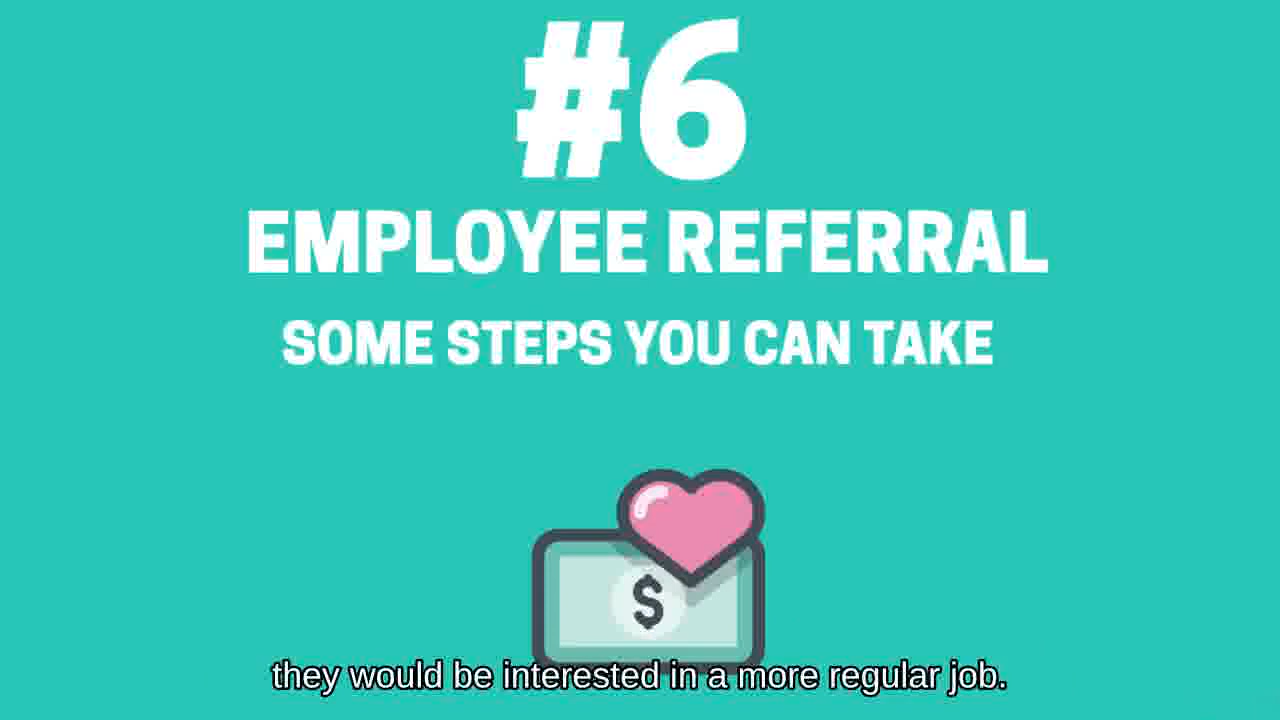 #6
EMPLOYEE REFERRAL
SOME STEPS YOU CAN TAKE
$
they would be interested in a more regular job.